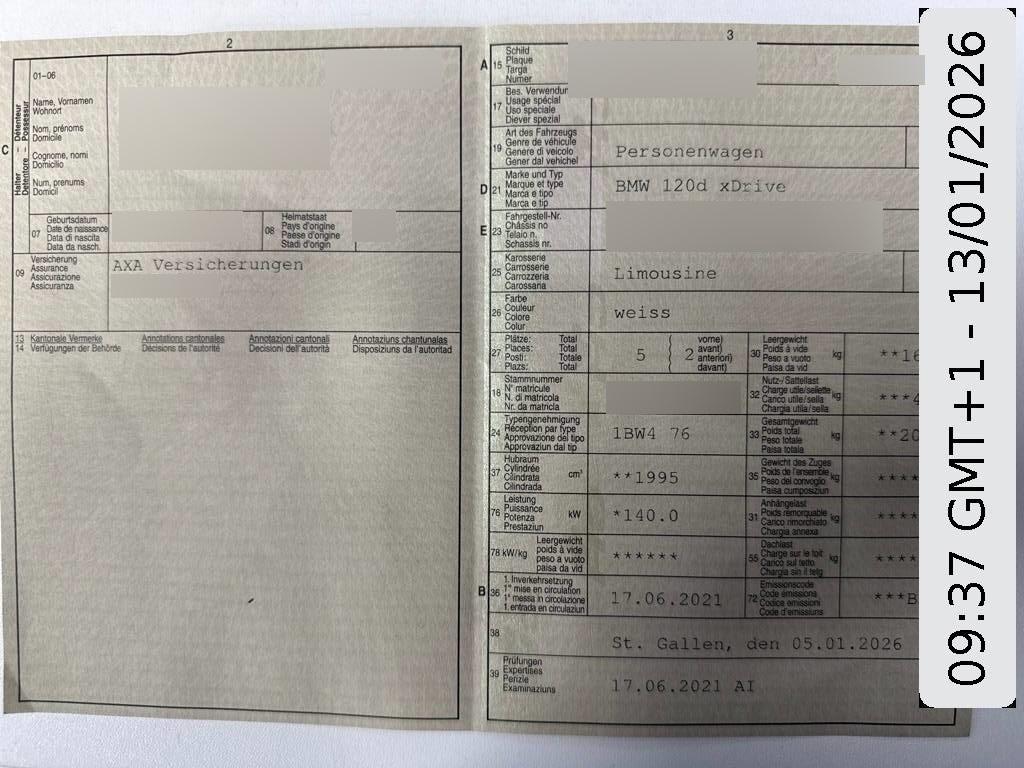 2
01–06
Halter – Détenteur
Detentore – Possessur
C
Name, Vornamen
Wohnort
Nom, prénoms
Domicile
Cognome, nomi
Domicilio
Num, prenums
Domicil
07
Geburtsdatum
Date de naissance
Data di nascita
Data da nasch.
08
Heimatstaat
Pays d'origine
Paese d'origine
Stadi d'origin
09
Versicherung
Assurance
Assicurazione
Assicuranza
AXA Versicherungen
13 Kantonale Vermerke Annotations cantonales Annotazioni cantonali Annotaziuns chantunalas
14 Verfügungen der Behörde Décisions de l'autorité Decisioni dell'autorità Disposiziuns da l'autoritad
3
A 15
Schild
Plaque
Targa
Numer
17
Bes. Verwendun
Usage spécial
Uso speciale
Diever spezial
19
Art des Fahrzeugs
Genre de véhicule
Genere di veicolo
Gener dal vehichel
Personenwagen
D 21
Marke und Typ
Marque et type
Marca e tipo
Marca e tip
BMW 120d xDrive
E 23
Fahrgestell-Nr.
Châssis no
Telaio n.
Schassis nr.
25
Karosserie
Carrosserie
Carrozzeria
Carossaria
Limousine
26
Farbe
Couleur
Colore
Colur
weiss
27
Plätze: Total
Places: Total
Posti: Totale
Plazs: Total
5
2
vorne)
avant)
anteriori)
davant)
30
Leergewicht
Poids à vide
Peso a vuoto
Paisa da vid
kg
**16
18
Stammnummer
N° matricule
N. di matricola
Nr. da matricla
32
Nutz-/Sattellast
Charge utile/sellette
Carico utile/sella
Chargia utila/sella
kg
***4
24
Typengenehmigung
Réception par type
Approvazione del tipo
Approvaziun dal tip
1BW4 76
33
Gesamtgewicht
Poids total
Peso totale
Paisa totala
kg
**20
37
Hubraum
Cylindrée
Cilindrata
Cilindrada
cm³
**1995
35
Gewicht des Zuges
Poids de l'ensemble
Peso del convoglio
Paisa cumposiziun
kg
****
76
Leistung
Puissance
Potenza
Prestaziun
kW
*140.0
31
Anhängelast
Poids remorquable
Carico rimorchiato
Chargia annexa
kg
****
78 kW/kg
Leergewicht
poids à vide
peso a vuoto
paisa da vid
******
55
Dachlast
Charge sur le toit
Carico sul tetto
Chargia sin il tetg
kg
****
B 36
1. Inverkehrsetzung
1re mise en circulation
1a messa in circolazione
1. entrada en circulaziun
17.06.2021
72
Emissionscode
Code émissions
Codice emissioni
Code d'emissiuns
***B
38
St. Gallen, den 05.01.2026
39
Prüfungen
Expertises
Perizie
Examinaziuns
17.06.2021 AI
09:37 GMT+1 - 13/01/2026